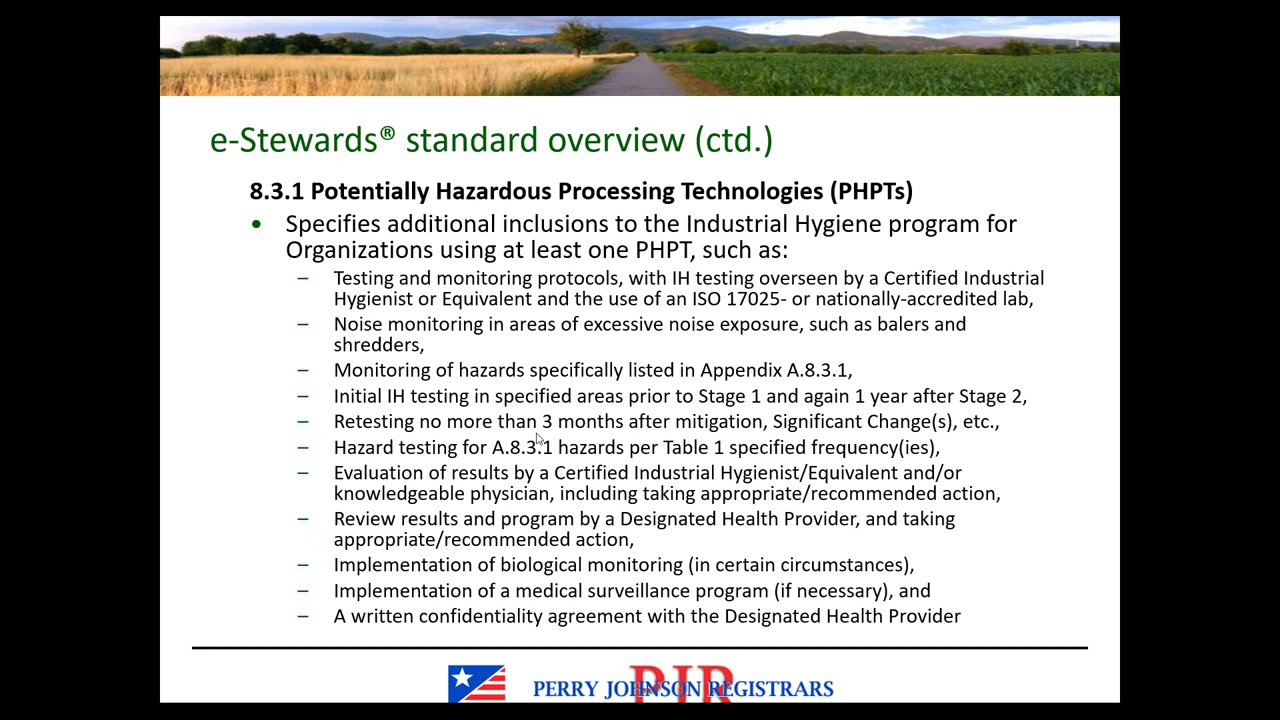 e-Stewards® standard overview (ctd.)
8.3.1 Potentially Hazardous Processing Technologies (PHPTs)
• Specifies additional inclusions to the Industrial Hygiene program for
Organizations using at least one PHPT, such as:
– Testing and monitoring protocols, with IH testing overseen by a Certified Industrial
Hygienist or Equivalent and the use of an ISO 17025- or nationally-accredited lab,
– Noise monitoring in areas of excessive noise exposure, such as balers and
shredders,
– Monitoring of hazards specifically listed in Appendix A.8.3.1,
– Initial IH testing in specified areas prior to Stage 1 and again 1 year after Stage 2,
– Retesting no more than 3 months after mitigation, Significant Change(s), etc.,
– Hazard testing for A.8.3.1 hazards per Table 1 specified frequency(ies),
– Evaluation of results by a Certified Industrial Hygienist/Equivalent and/or
knowledgeable physician, including taking appropriate/recommended action,
– Review results and program by a Designated Health Provider, and taking
appropriate/recommended action,
– Implementation of biological monitoring (in certain circumstances),
– Implementation of a medical surveillance program (if necessary), and
– A written confidentiality agreement with the Designated Health Provider
PJR
PERRY JOHNSON REGISTRARS